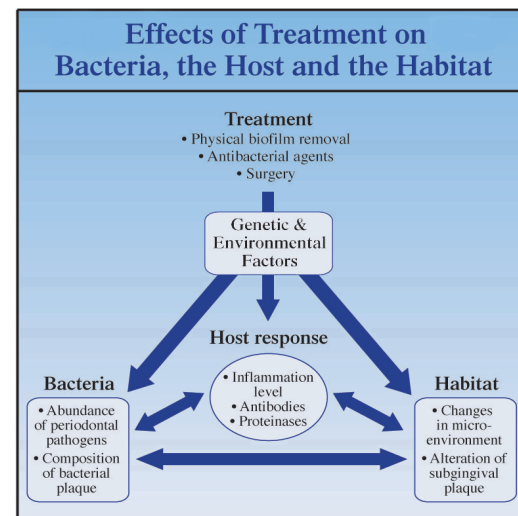 Effects of Treatment on
Bacteria, the Host and the Habitat
Treatment
• Physical biofilm removal
• Antibacterial agents
• Surgery
Genetic &
Environmental
Factors
Host response
• Inflammation
level
• Antibodies
• Proteinases
Bacteria
• Abundance
of periodontal
pathogens
• Composition
of bacterial
plaque
Habitat
• Changes
in micro-
environment
• Alteration of
subgingival
plaque